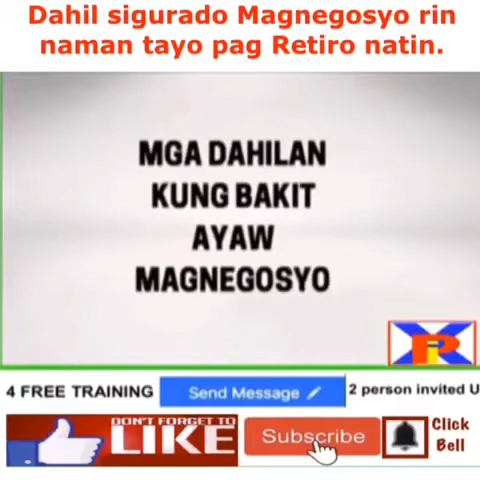 Dahil sigurado Magnegosyo rin
naman tayo pag Retiro natin.
MGA DAHILAN
KUNG BAKIT
AYAW
MAGNEGOSYO
4 FREE TRAINING
Send Message
2 person invited U
DON'T FORGET TO
LIKE
Subscribe
Click
Bell